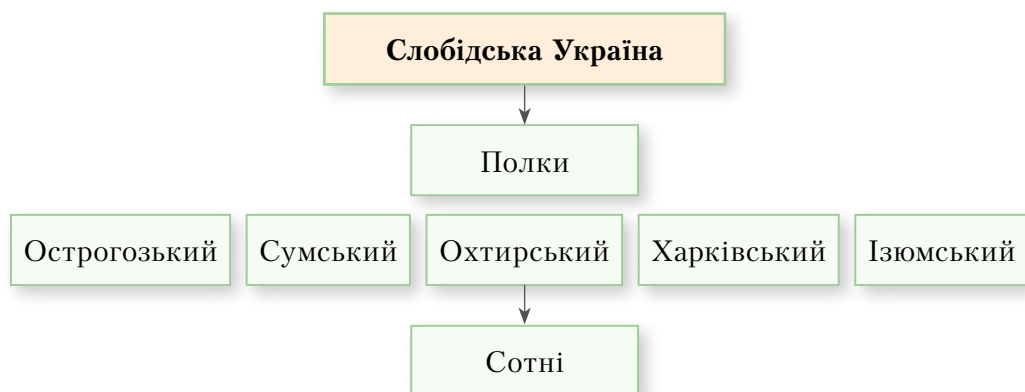 Слобідська Україна
Полки
Острогозький Сумський Охтирський Харківський Ізюмський
Сотні